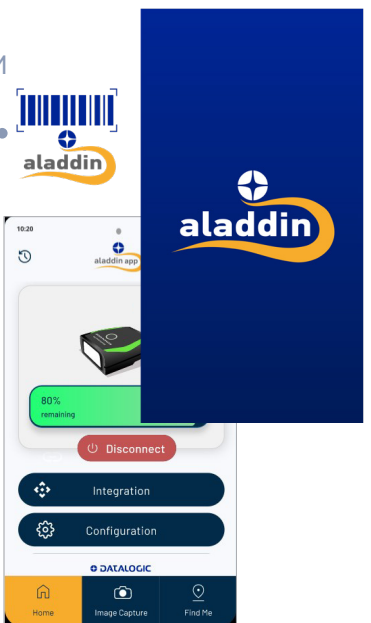 M
aladdin
aladdin
10:20
aladdin app
80%
remaining
Disconnect
Integration
Configuration
DATALOGIC
Home
Image Capture
Find Me